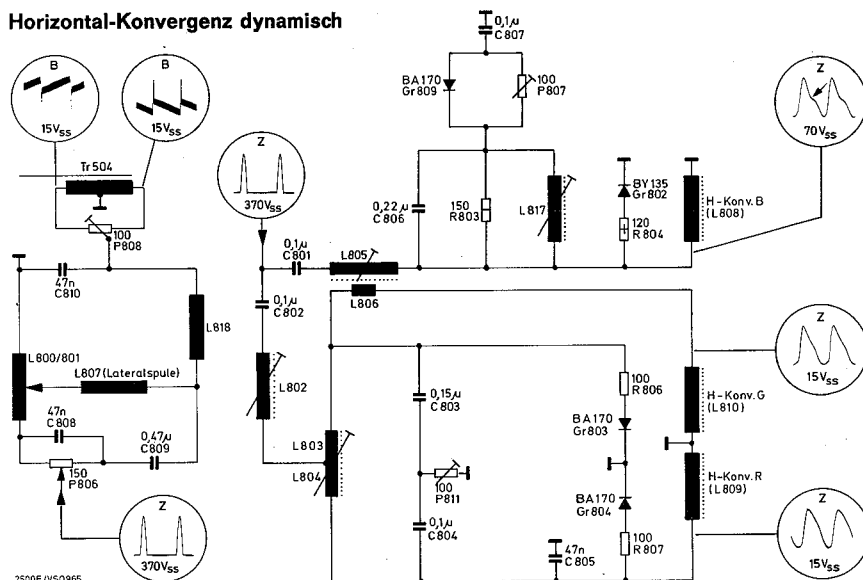 Horizontal-Konvergenz dynamisch
B
15Vss
B
15Vss
Tr504
100
P808
47n
C810
L818
L800/801
L807 (Lateralspule)
47n
C808
0,47µ
C809
150
P806
Z
370Vss
Z
370Vss
0,1µ
C801
0,1µ
C802
L802
L803
L804
L805
L806
0,1µ
C807
BA170
Gr809
100
P807
0,22µ
C806
150
R803
L817
BY135
Gr802
120
R804
H-Konv.B
(L808)
Z
70Vss
0,15µ
C803
100
P811
0,1µ
C804
47n
C805
100
R806
BA170
Gr803
BA170
Gr804
100
R807
H-Konv.G
(L810)
H-Konv.R
(L809)
Z
15Vss
Z
15Vss